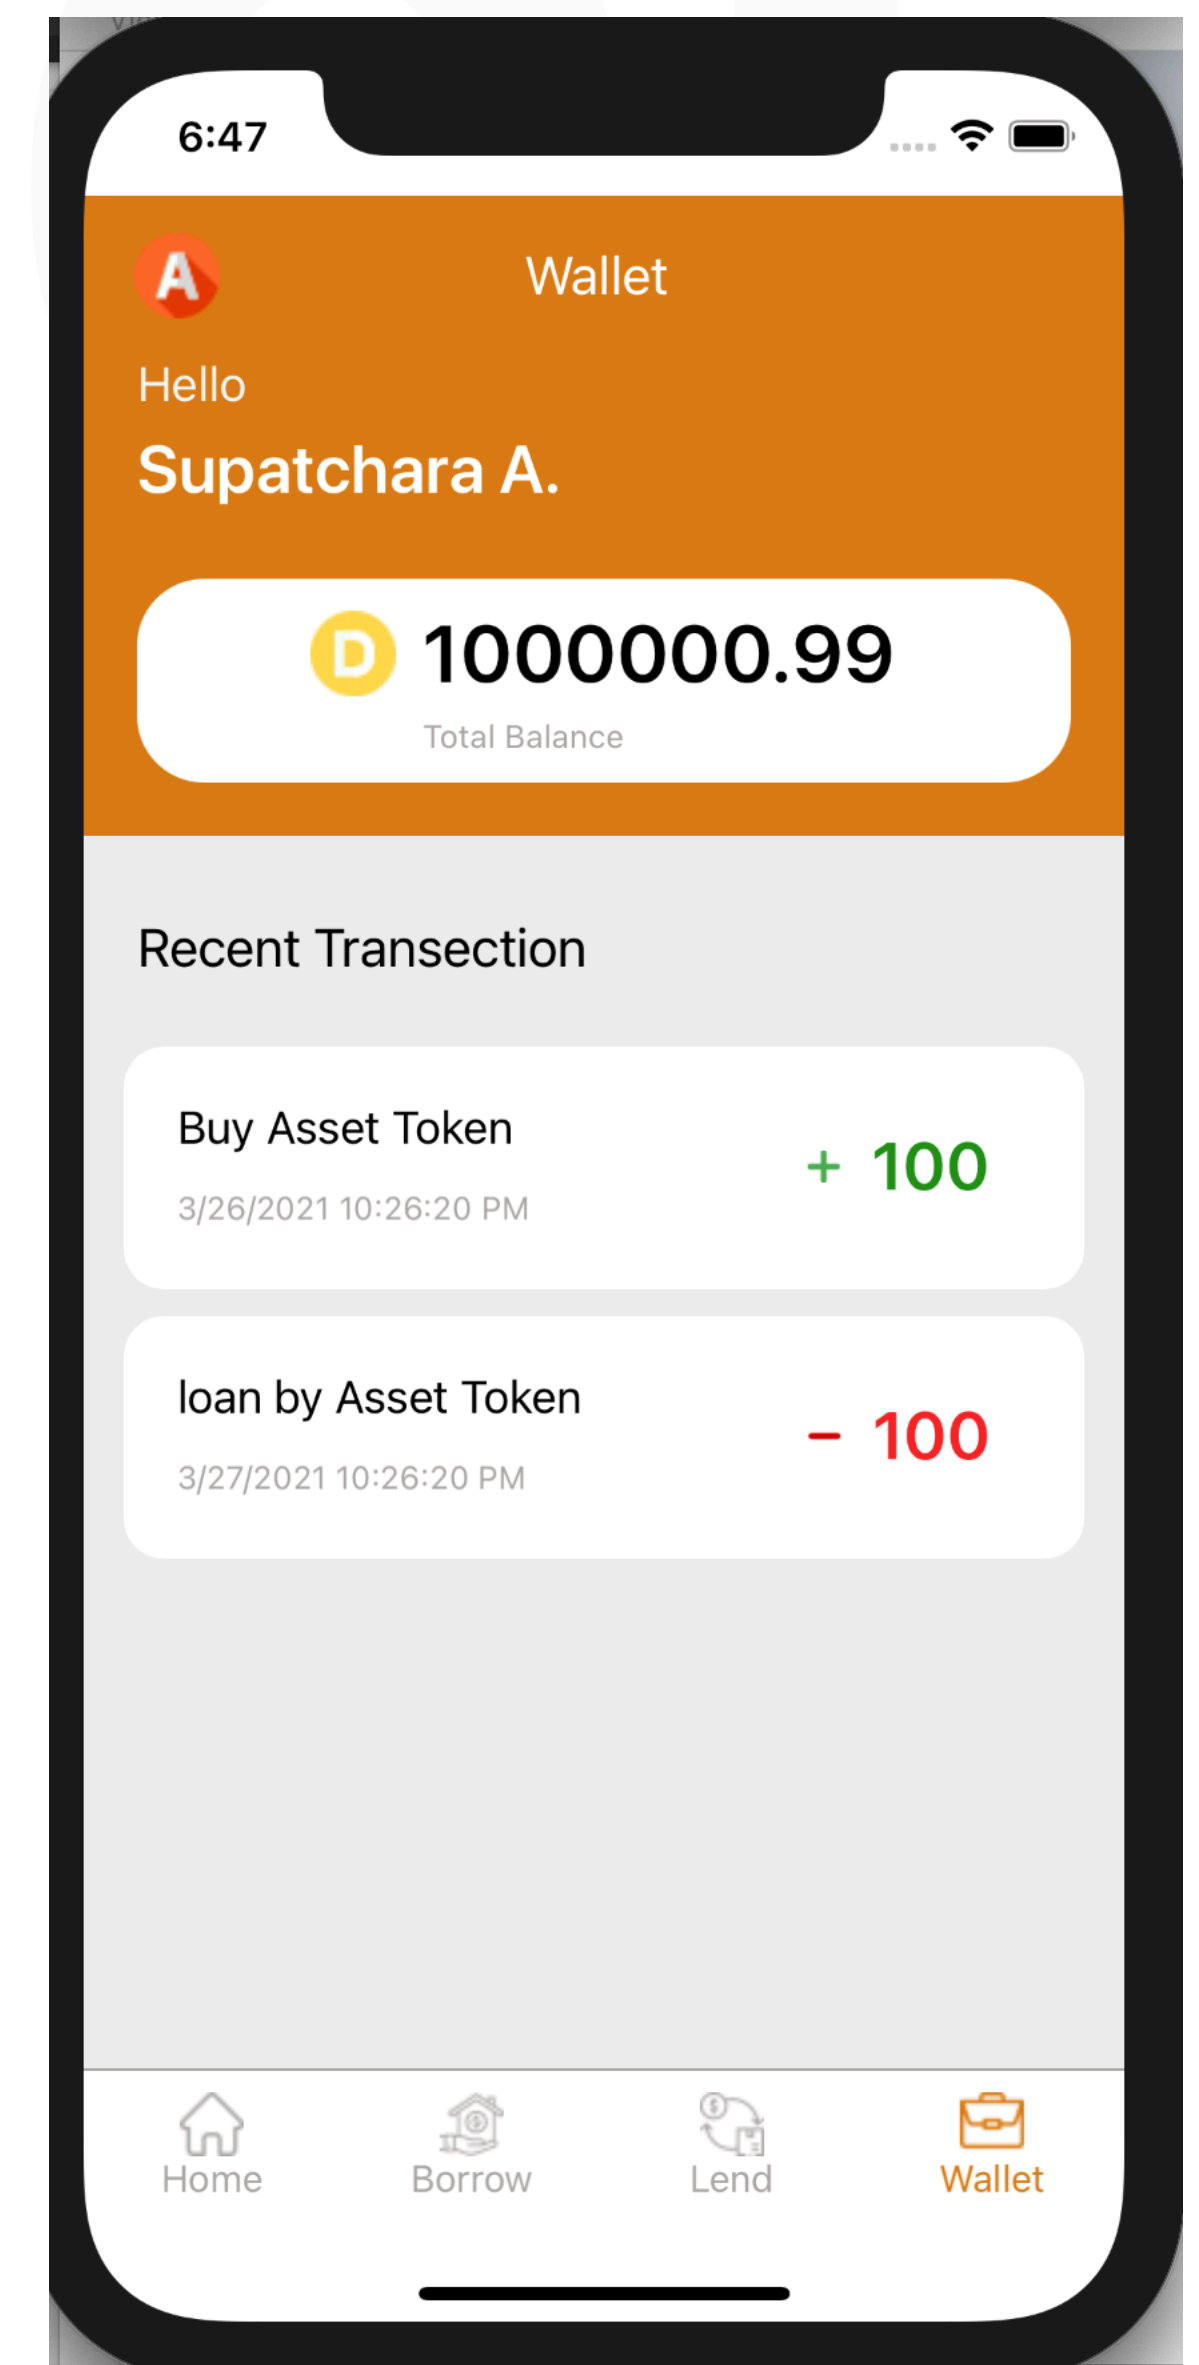 6:47
A
Wallet
Hello
Supatchara A.
D 1000000.99
Total Balance
Recent Transection
Buy Asset Token
+ 100
3/26/2021 10:26:20 PM
loan by Asset Token
- 100
3/27/2021 10:26:20 PM
Home
Borrow
Lend
Wallet